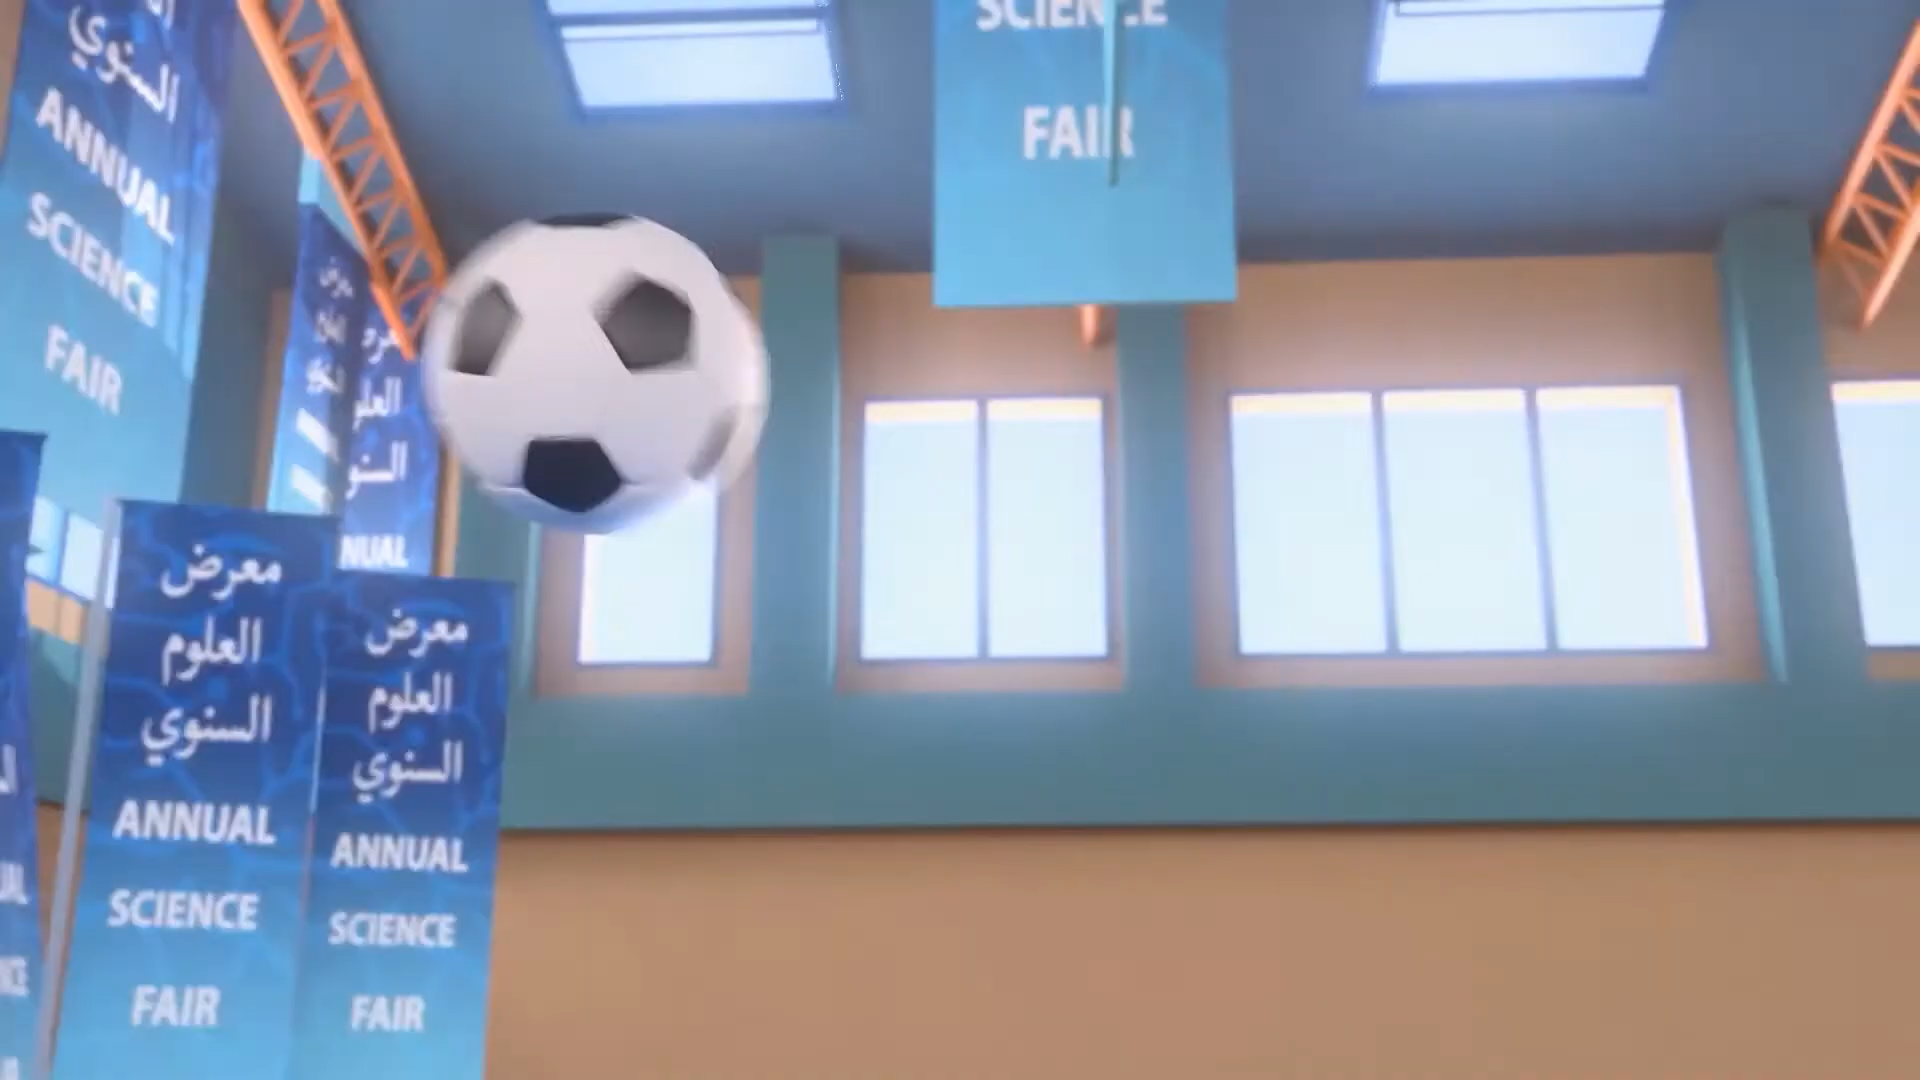 السنوي
ANNUAL
SCIENCE
FAIR
SCIENCE
FAIR
العلوم
السنوي
NUAL
معرض
العلوم
السنوي
ANNUAL
SCIENCE
FAIR
معرض
العلوم
السنوي
ANNUAL
SCIENCE
FAIR